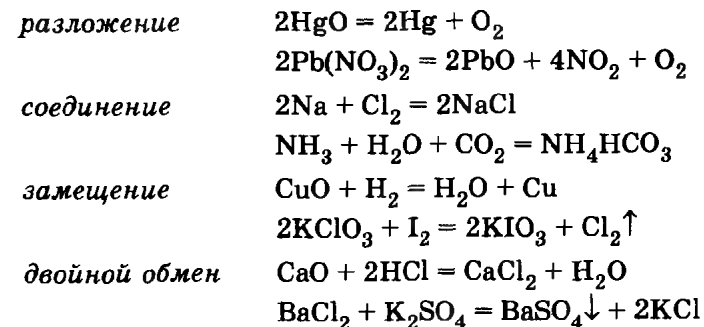 разложение 2HgO = 2Hg + O₂
2Pb(NO₃)₂ = 2PbO + 4NO₂ + O₂
соединение 2Na + Cl₂ = 2NaCl
NH₃ + H₂O + CO₂ = NH₄HCO₃
замещение CuO + H₂ = H₂O + Cu
2KClO₃ + I₂ = 2KIO₃ + Cl₂↑
двойной обмен CaO + 2HCl = CaCl₂ + H₂O
BaCl₂ + K₂SO₄ = BaSO₄↓ + 2KCl